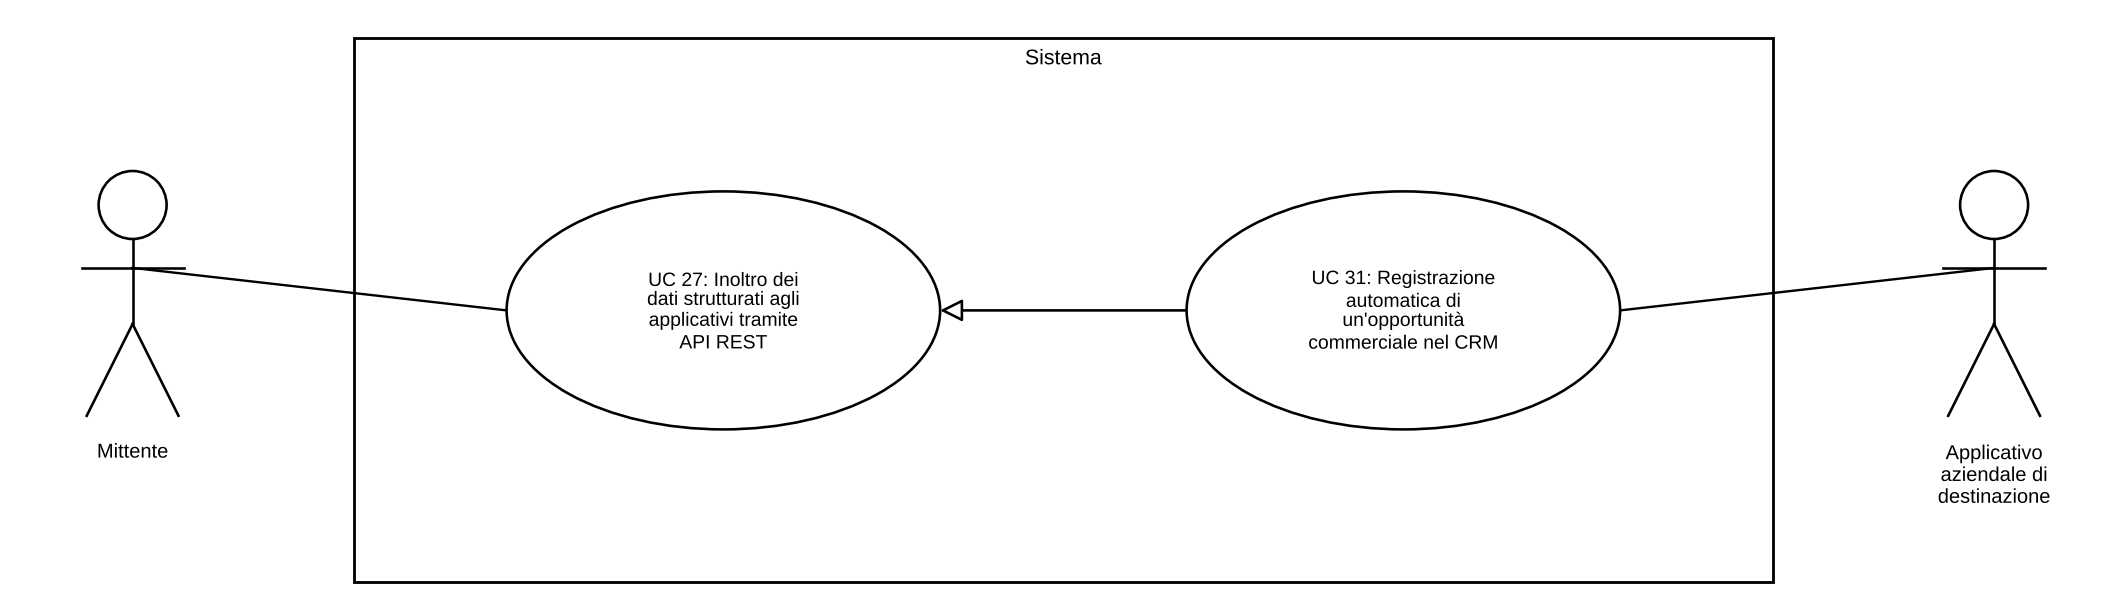 Sistema
UC 27: Inoltro dei
dati strutturati agli
applicativi tramite
API REST
UC 31: Registrazione
automatica di
un'opportunità
commerciale nel CRM
Mittente
Applicativo
aziendale di
destinazione